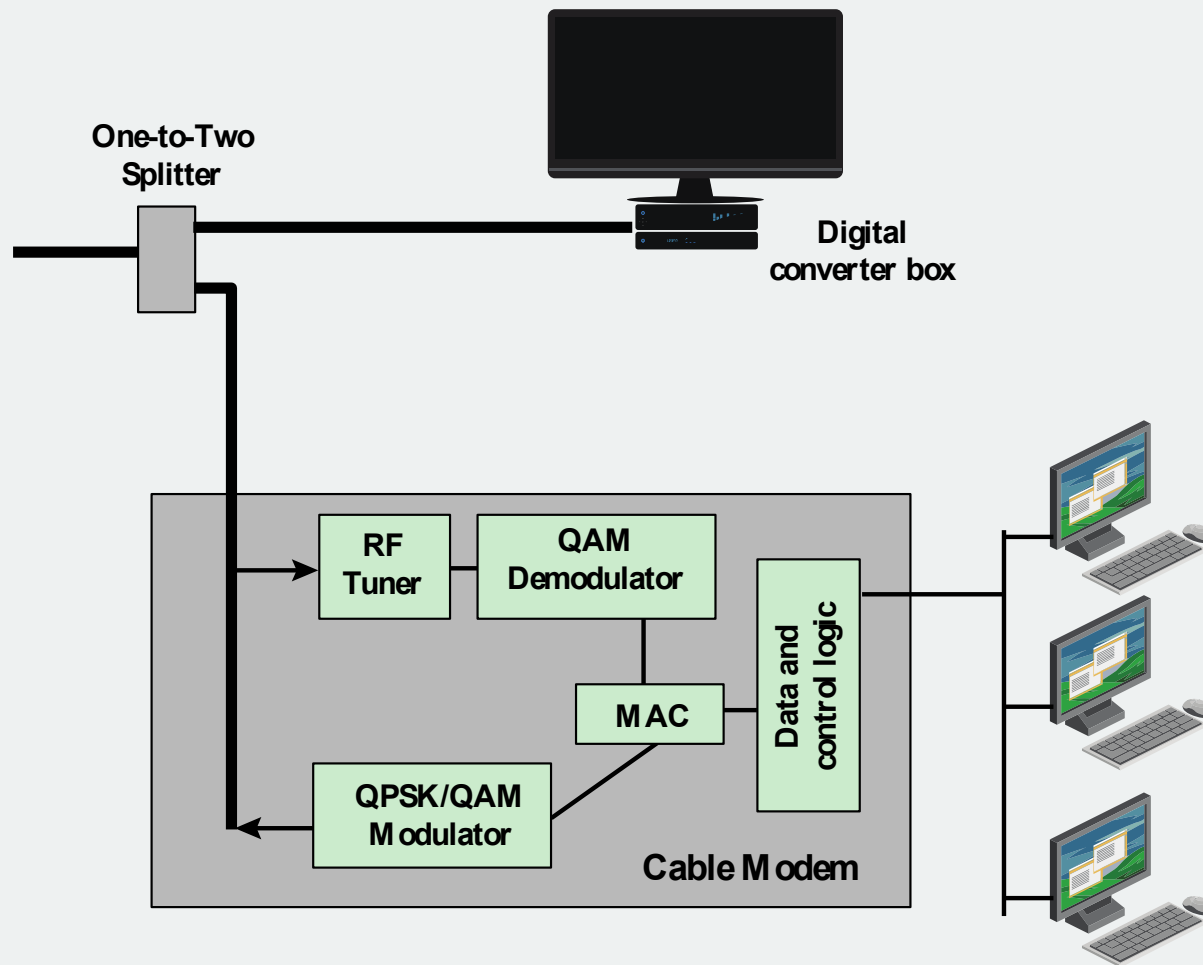 One-to-Two
Splitter
Digital
converter box
RF
Tuner
QAM
Demodulator
Data and
control logic
MAC
QPSK/QAM
Modulator
Cable Modem